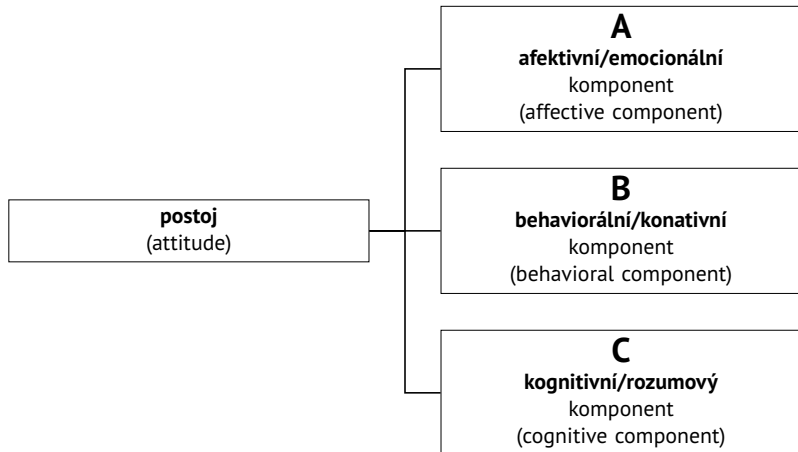 A
afektivní/emocionální
komponent
(affective component)
postoj
(attitude)
B
behaviorální/konativní
komponent
(behavioral component)
C
kognitivní/rozumový
komponent
(cognitive component)